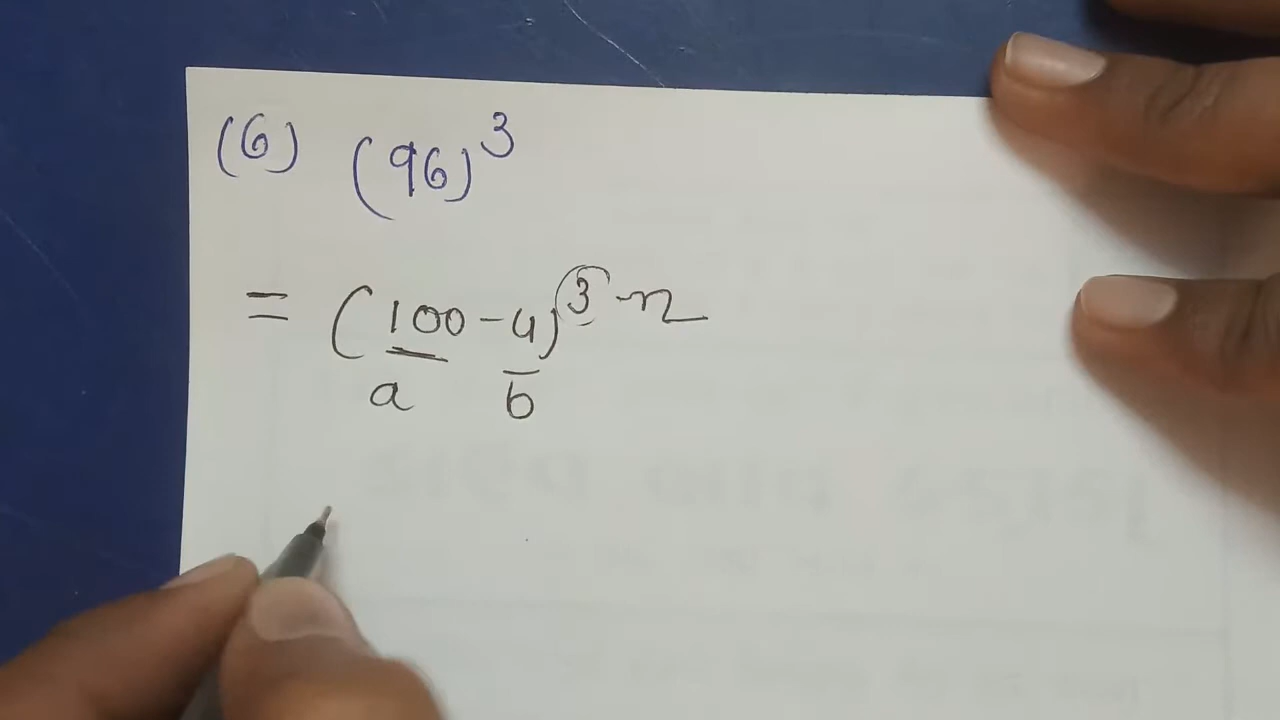 (6) (96)³
= (100-4)³ - n
a b